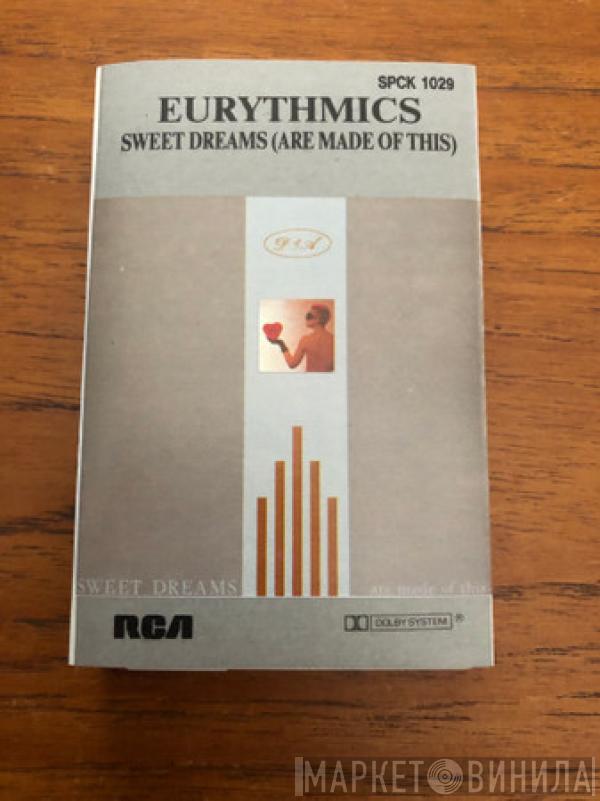 SPCK 1029
EURYTHMICS
SWEET DREAMS (ARE MADE OF THIS)
D & A
SWEET DREAMS are made of this
RCA
DOLBY SYSTEM ®
МАРКЕТ ВИНИЛА